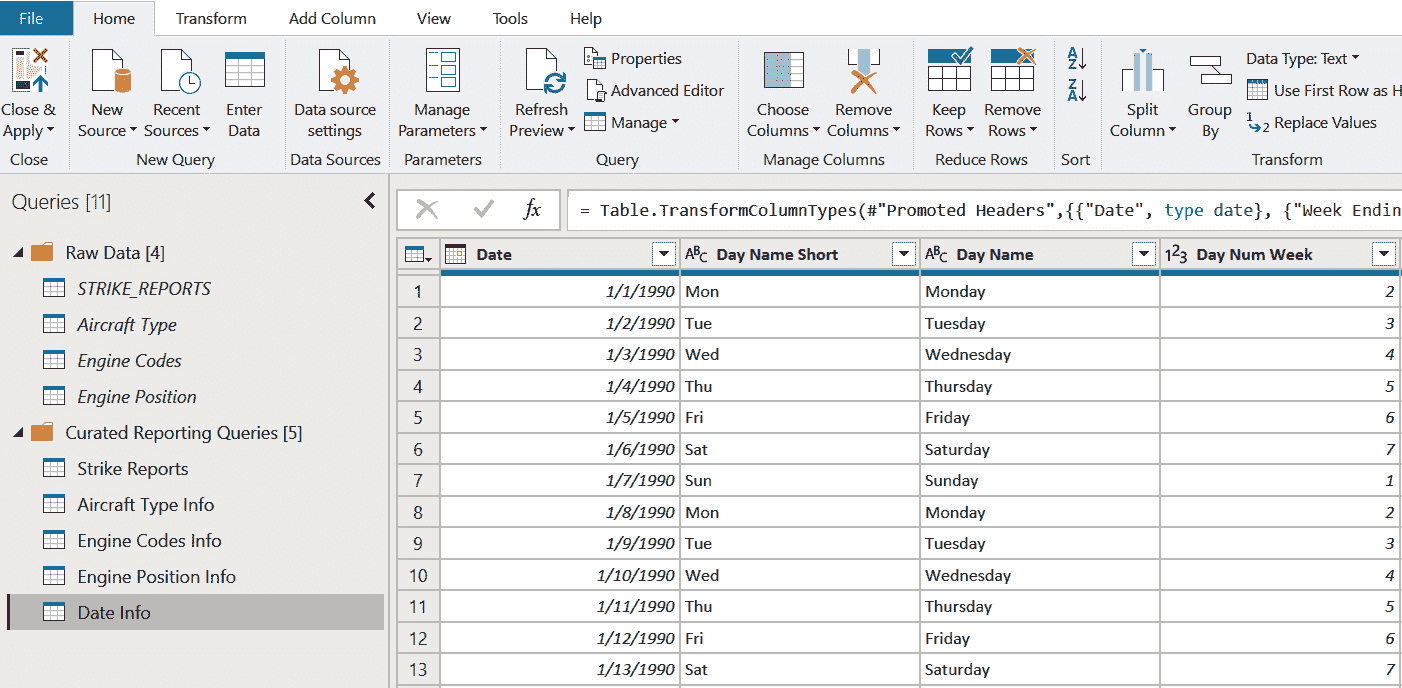 File Home Transform Add Column View Tools Help
Close & Apply
Close
New Source
Recent Sources
Enter Data
New Query
Data source settings
Data Sources
Manage Parameters
Parameters
Refresh Preview
Properties
Advanced Editor
Manage
Query
Choose Columns
Remove Columns
Manage Columns
Keep Rows
Remove Rows
Reduce Rows
A Z
Z A
Sort
Split Column
Group By
Data Type: Text
Use First Row as H
1 2 Replace Values
Transform
Queries [11]
Raw Data [4]
STRIKE_REPORTS
Aircraft Type
Engine Codes
Engine Position
Curated Reporting Queries [5]
Strike Reports
Aircraft Type Info
Engine Codes Info
Engine Position Info
Date Info
fx = Table.TransformColumnTypes(#"Promoted Headers",{{"Date", type date}, {"Week Endin
Date ABC Day Name Short ABC Day Name 123 Day Num Week
1 1/1/1990 Mon Monday 2
2 1/2/1990 Tue Tuesday 3
3 1/3/1990 Wed Wednesday 4
4 1/4/1990 Thu Thursday 5
5 1/5/1990 Fri Friday 6
6 1/6/1990 Sat Saturday 7
7 1/7/1990 Sun Sunday 1
8 1/8/1990 Mon Monday 2
9 1/9/1990 Tue Tuesday 3
10 1/10/1990 Wed Wednesday 4
11 1/11/1990 Thu Thursday 5
12 1/12/1990 Fri Friday 6
13 1/13/1990 Sat Saturday 7